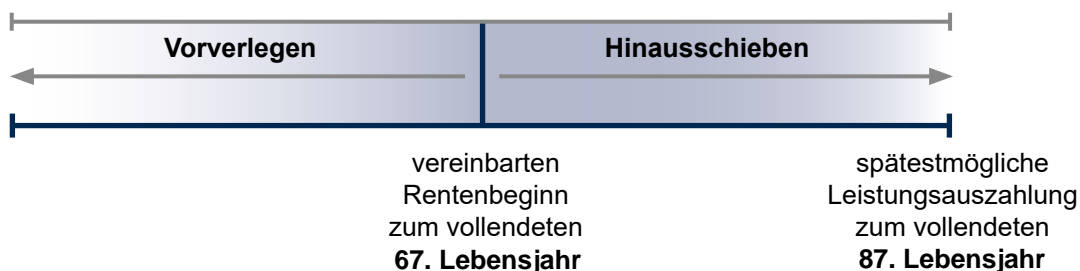 Vorverlegen
Hinausschieben
vereinbarten
Rentenbeginn
zum vollendeten
67. Lebensjahr
spätestmögliche
Leistungsauszahlung
zum vollendeten
87. Lebensjahr